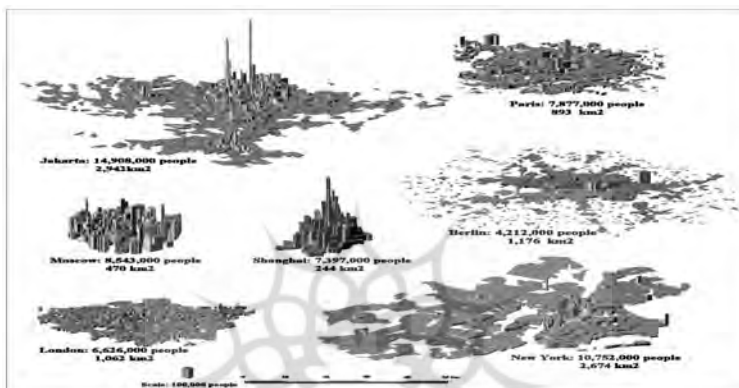 Paris: 7,877,000 people
893 km2
Jakarta: 14,908,000 people
2,943km2
Berlin: 4,212,000 people
1,176 km2
Moscow: 8,543,000 people
470 km2
Shonghai: 7,397,000 people
244 km2
London: 6,626,000 people
1,062 km2
New York: 10,752,000 people
2,674 km2
Scale: 100,000 people